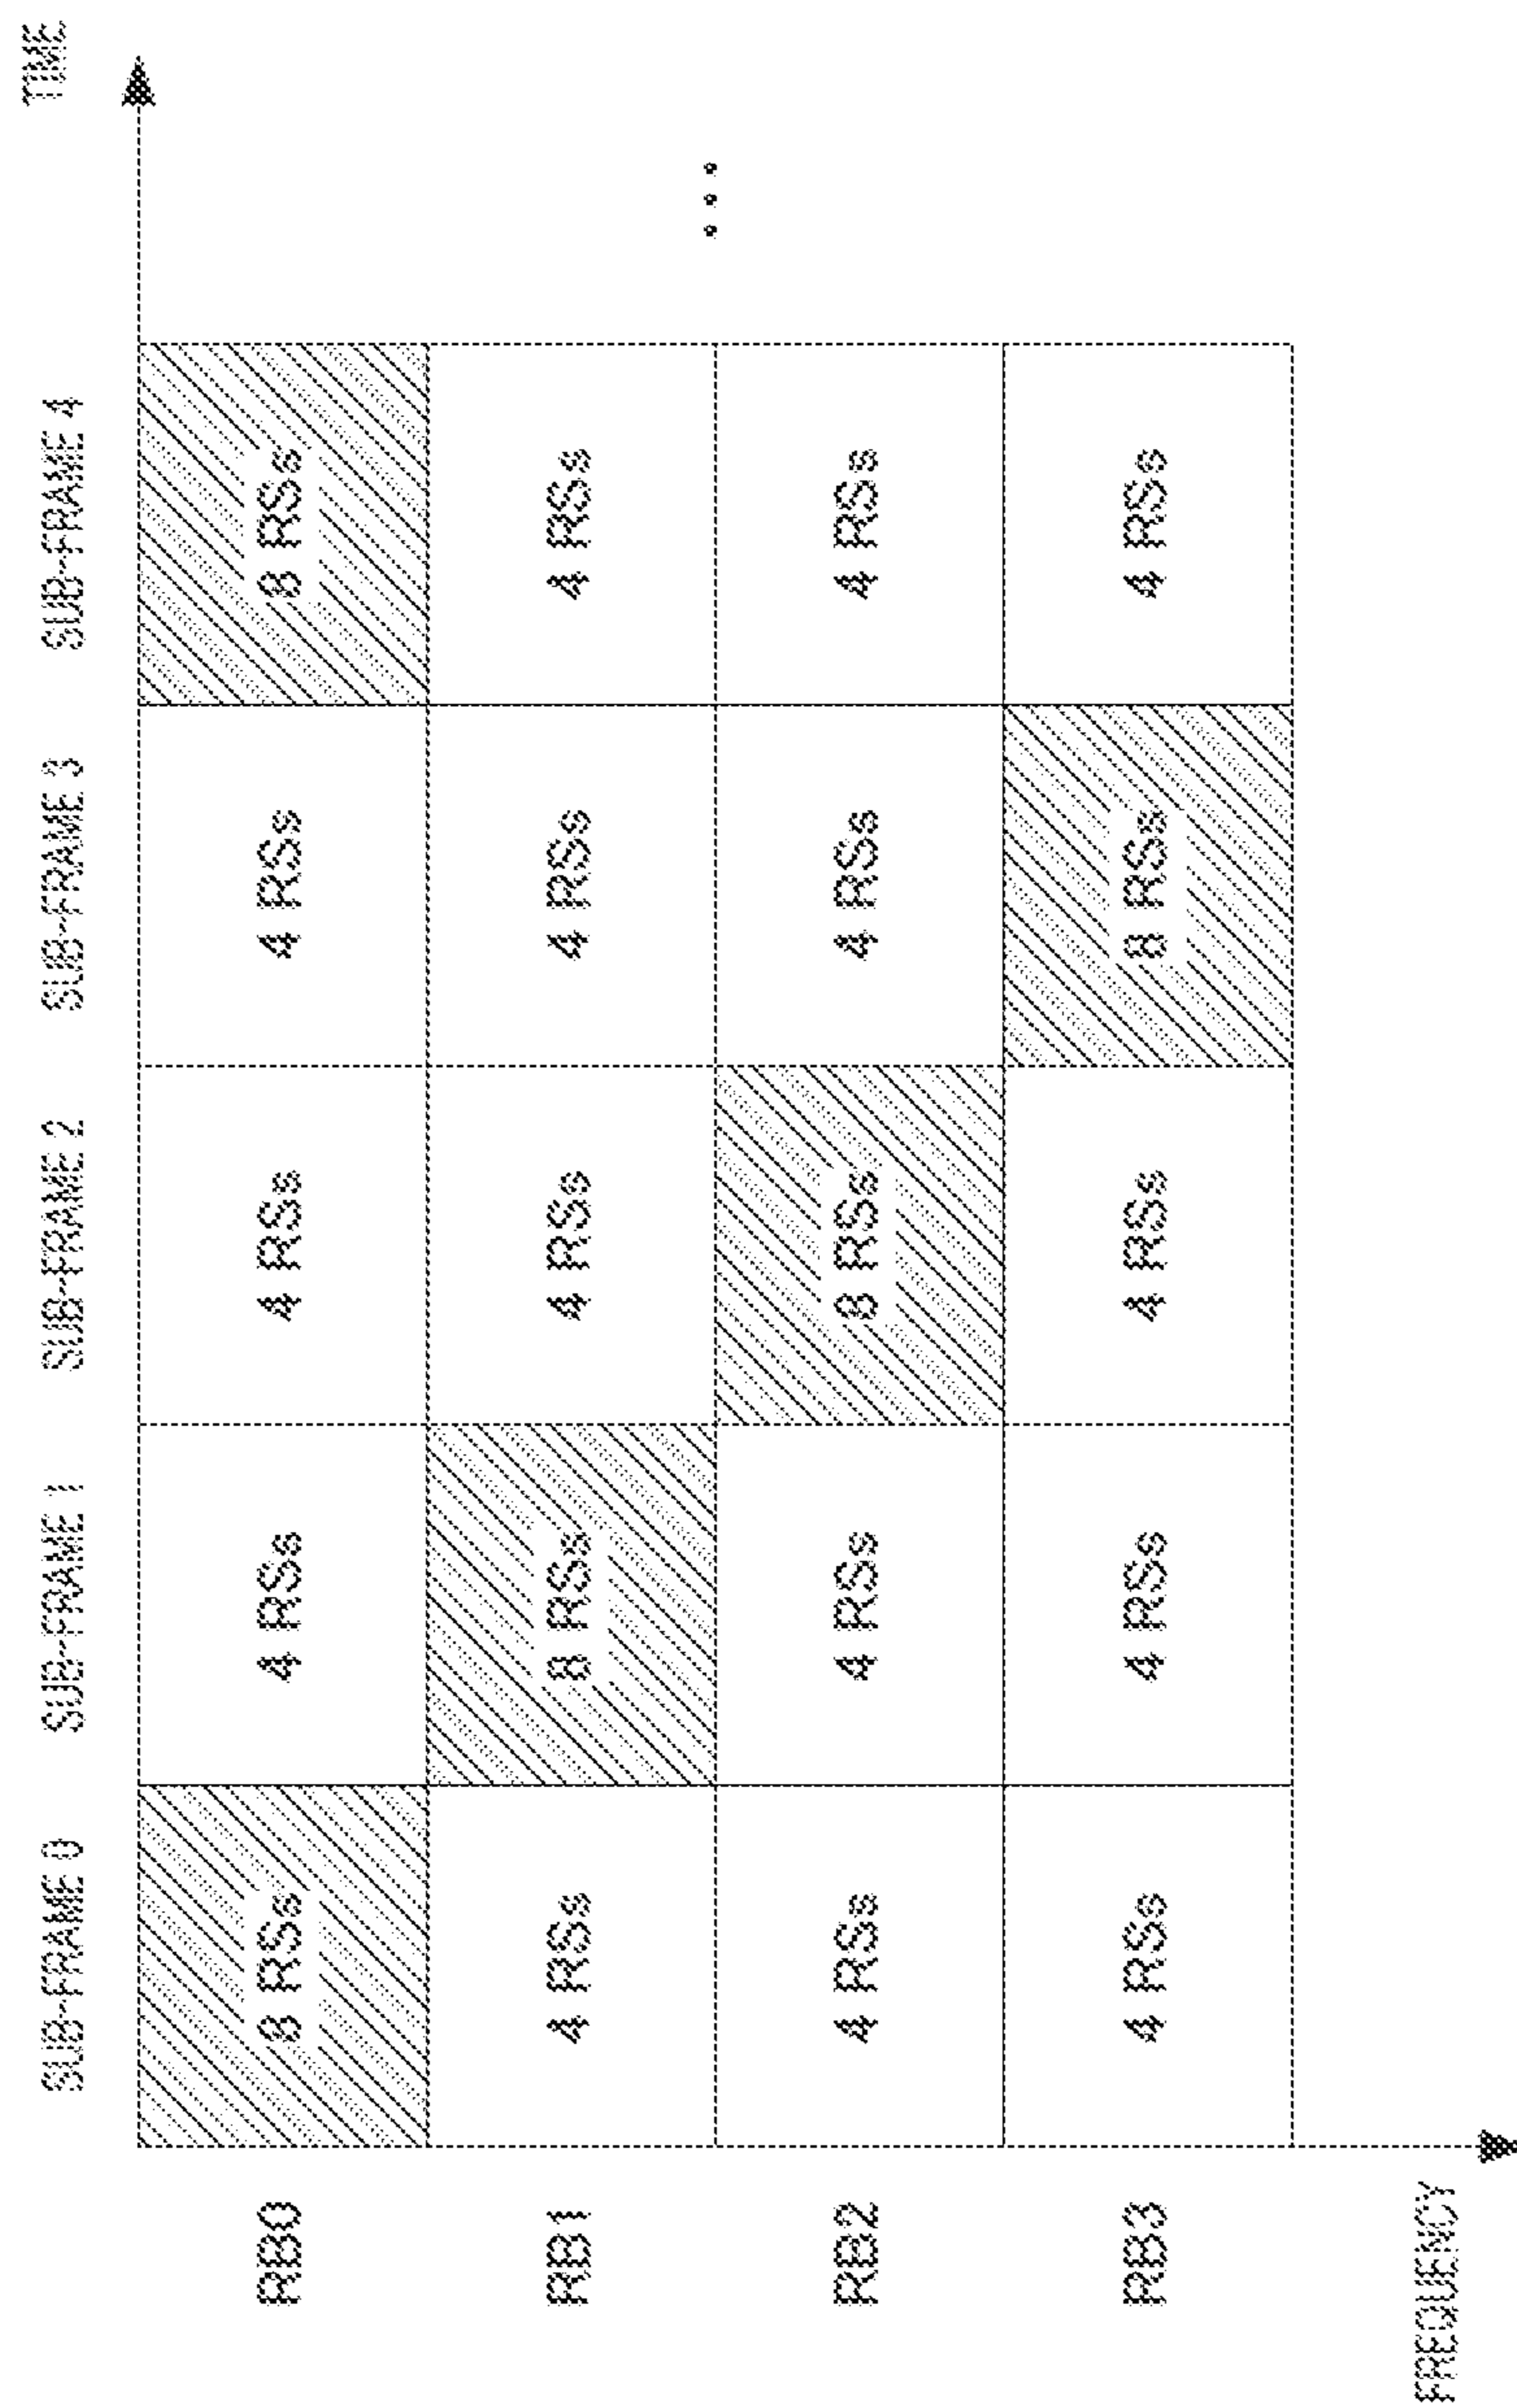 TIME
SUB-FRAME 0 SUB-FRAME 1 SUB-FRAME 2 SUB-FRAME 3 SUB-FRAME 4
RB0 8 RSs 4 RSs 4 RSs 4 RSs 8 RSs
RB1 4 RSs 8 RSs 4 RSs 4 RSs 4 RSs
...
RB2 4 RSs 4 RSs 8 RSs 4 RSs 4 RSs
RB3 4 RSs 4 RSs 4 RSs 8 RSs 4 RSs
FREQUENCY